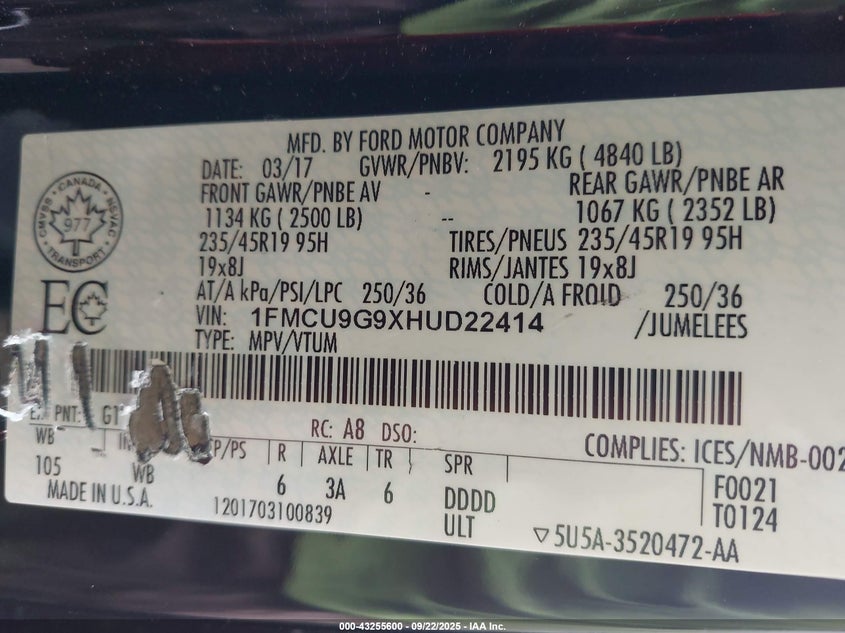 MFD. BY FORD MOTOR COMPANY
DATE: 03/17 GVWR/PNBV: 2195 KG ( 4840 LB)
FRONT GAWR/PNBE AV - REAR GAWR/PNBE AR
1134 KG ( 2500 LB) -- 1067 KG ( 2352 LB)
235/45R19 95H TIRES/PNEUS 235/45R19 95H
19x8J RIMS/JANTES 19x8J
AT/A kPa/PSI/LPC 250/36 COLD/A FROID 250/36
VIN: 1FMCU9G9XHUD22414 /JUMELEES
TYPE: MPV/VTUM
CANADA
CMVSS NSVAC
977
TRANSPORT
EC
PNT: RC: A8 DSO:
WB R AXLE TR SPR COMPLIES: ICES/NMB-002
105 WB 6 3A 6 DDDD F0021
MADE IN U.S.A. 1201703100839 ULT T0124
5U5A-3520472-AA
000-43255600 - 09/22/2025 - IAA Inc.